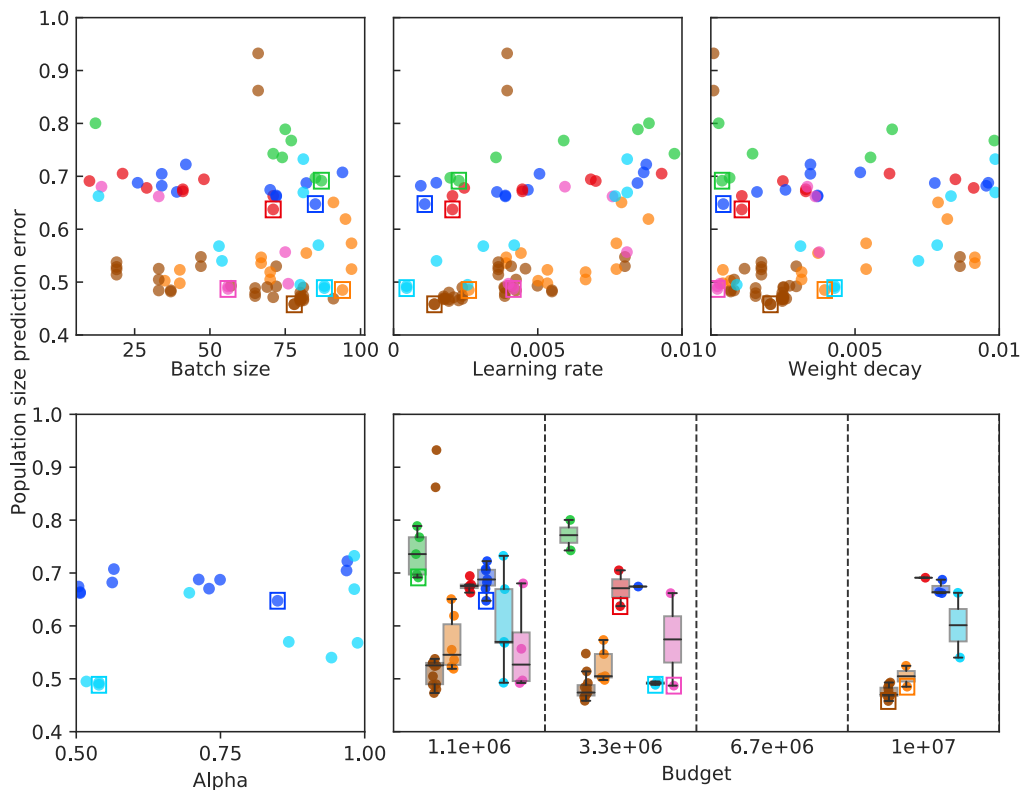 Population size prediction error
1.0
0.9
0.8
0.7
0.6
0.5
0.4
25 50 75 100
Batch size
0 0.005 0.01
Learning rate
0 0.005 0.01
Weight decay
1.0
0.9
0.8
0.7
0.6
0.5
0.4
0.50 0.75 1.00
Alpha
1.1e+06 3.3e+06 6.7e+06 1e+07
Budget